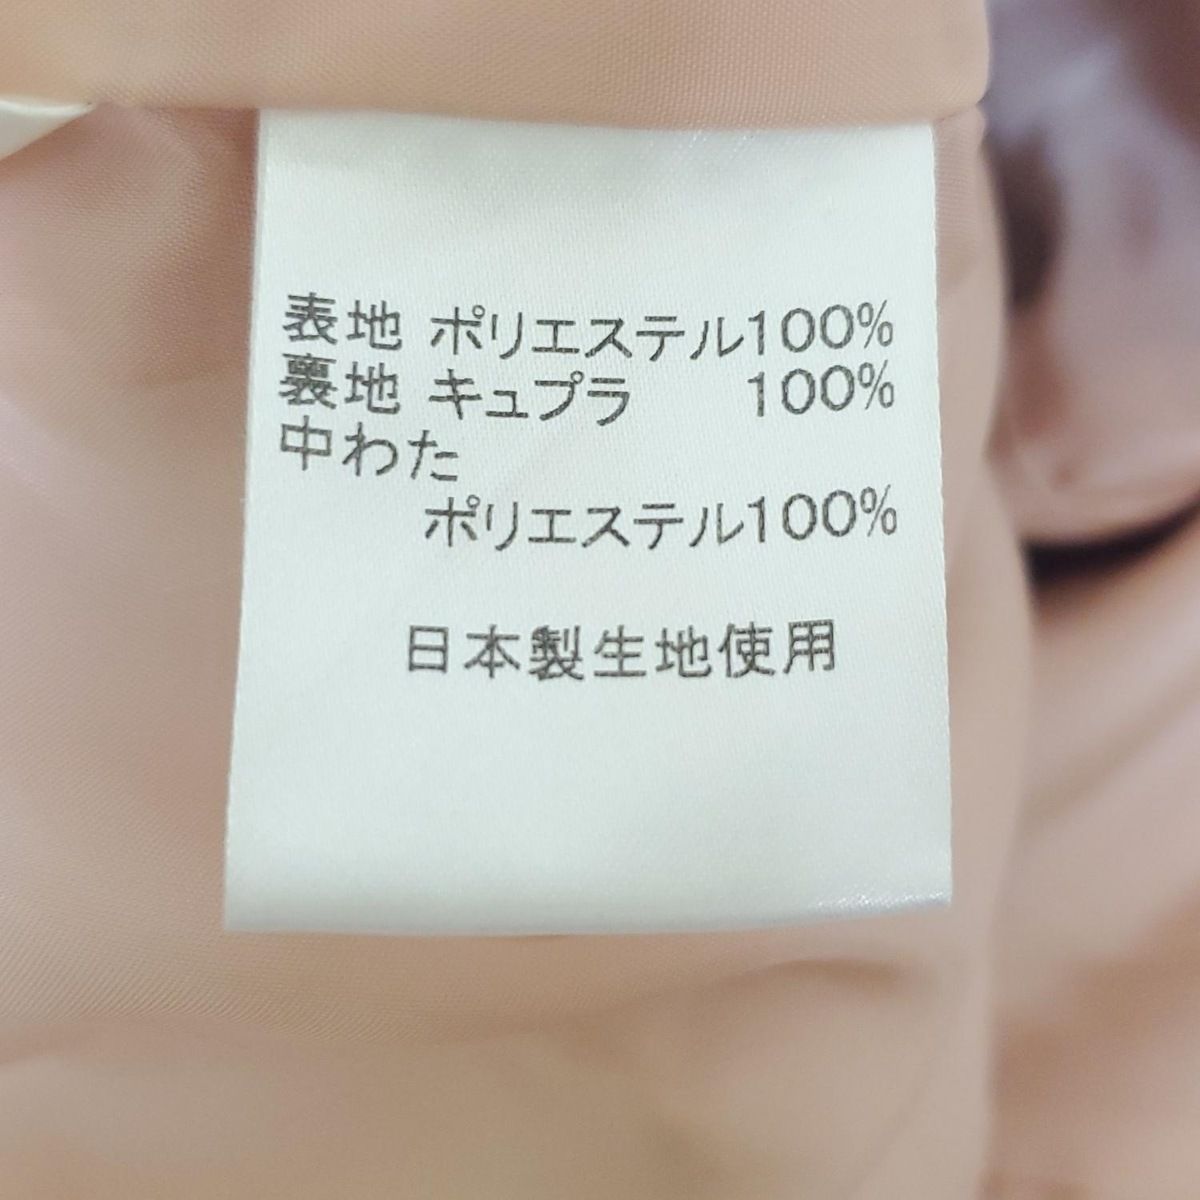 表地 ポリエステル100%
裏地 キュプラ 100%
中わた
ポリエステル100%
日本製生地使用